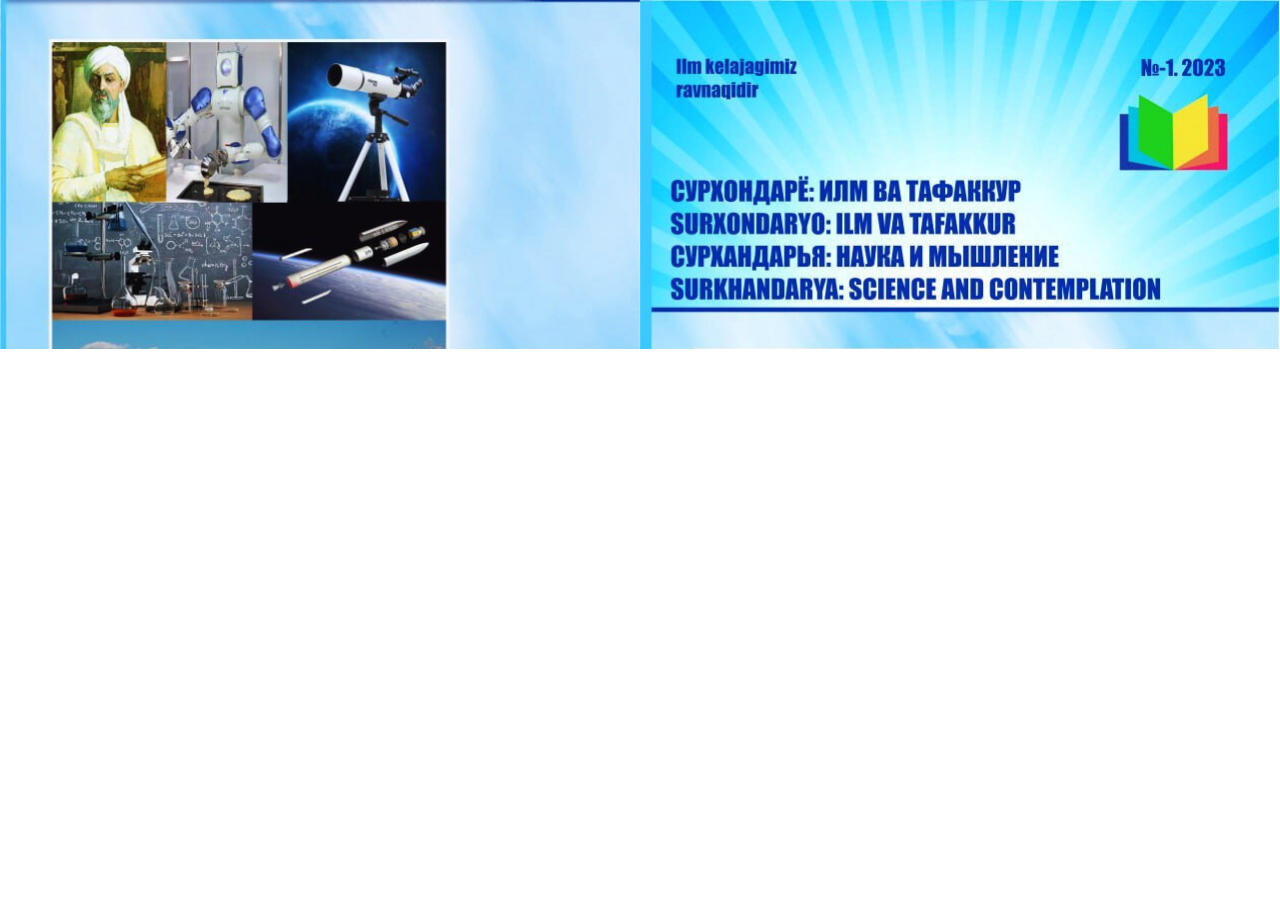 Ilm kelajagimiz
ravnaqidir
№-1. 2023
СУРХОНДАРЁ: ИЛМ ВА ТАФАККУР
SURXONDARYO: ILM VA TAFAKKUR
СУРХАНДАРЬЯ: НАУКА И МЫШЛЕНИЕ
SURKHANDARYA: SCIENCE AND CONTEMPLATION
chemistry